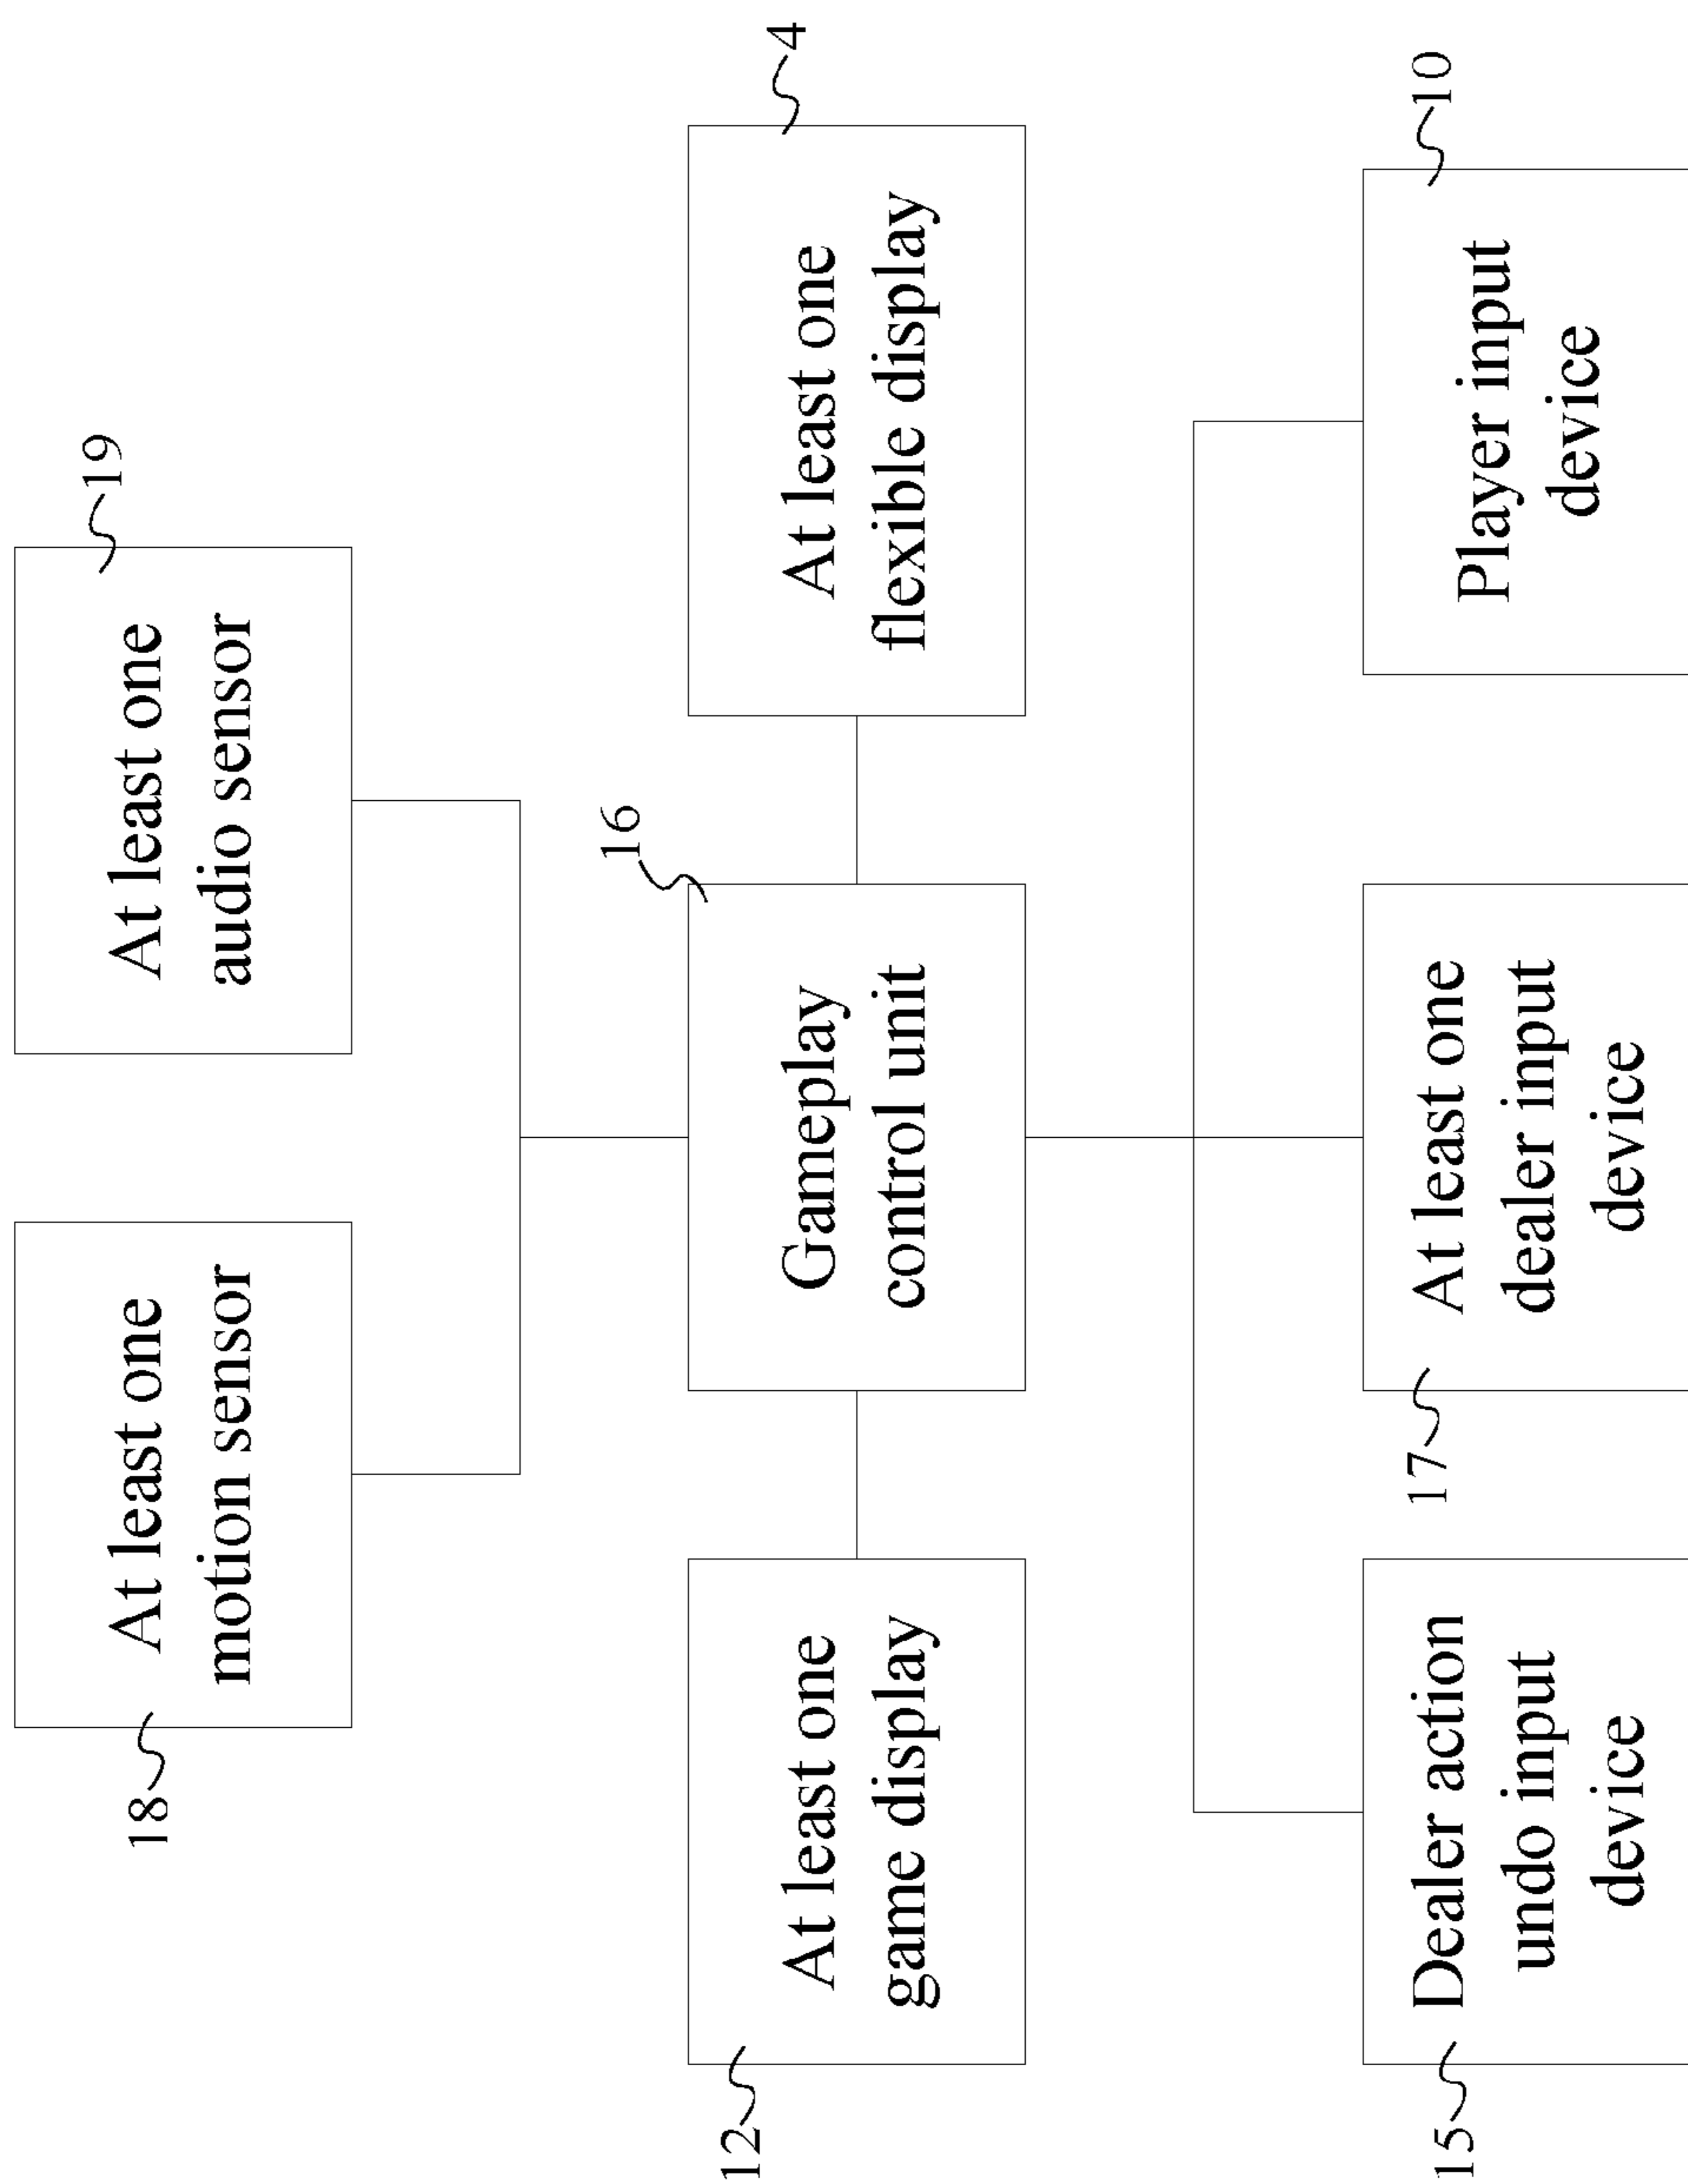 18
At least one
motion sensor
At least one
audio sensor
19
16
12
At least one
game display
Gameplay
control unit
At least one
flexible display
4
15
Dealer action
undo input
device
17
At least one
dealer input
device
Player input
device
10